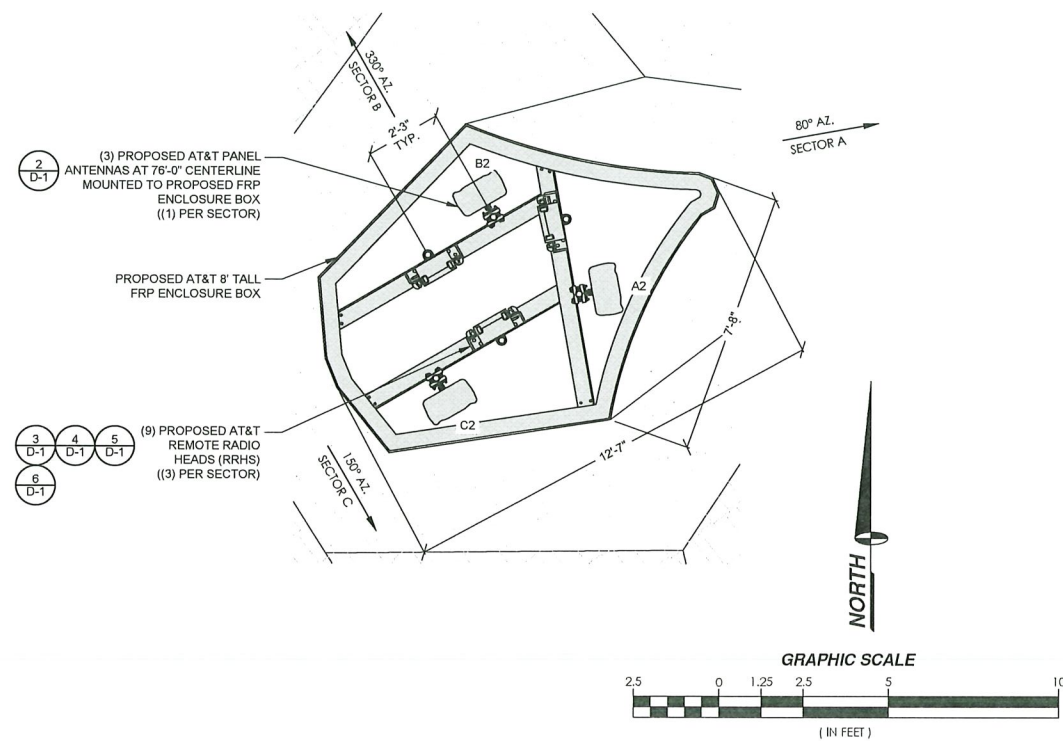 330° AZ.
SECTOR B
80° AZ.
SECTOR A
2'-3"
TYP.
2
D-1
(3) PROPOSED AT&T PANEL
ANTENNAS AT 76'-0" CENTERLINE
MOUNTED TO PROPOSED FRP
ENCLOSURE BOX
((1) PER SECTOR)
B2
PROPOSED AT&T 8' TALL
FRP ENCLOSURE BOX
A2
7'-8"
C2
12'-7"
3
D-1
4
D-1
5
D-1
6
D-1
(9) PROPOSED AT&T
REMOTE RADIO
HEADS (RRHS)
((3) PER SECTOR)
150° AZ.
SECTOR C
NORTH
GRAPHIC SCALE
2.5 0 1.25 2.5 5 10
( IN FEET )